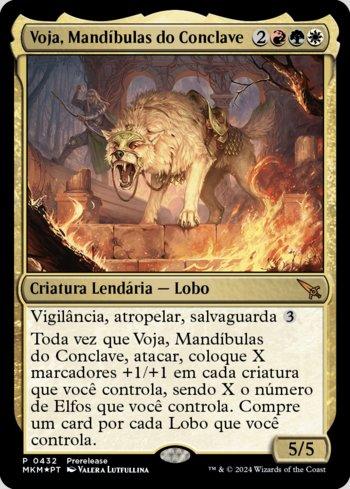 Voja, Mandíbulas do Conclave 2
Criatura Lendária — Lobo
Vigilância, atropelar, salvaguarda 3
Toda vez que Voja, Mandíbulas
do Conclave, atacar, coloque X
marcadores +1/+1 em cada criatura
que você controla, sendo X o número
de Elfos que você controla. Compre
um card por cada Lobo que você
controla.
5/5
P 0432 Prerelease
MKM★PT VALERA LUTFULLINA
™ & © 2024 Wizards of the Coast